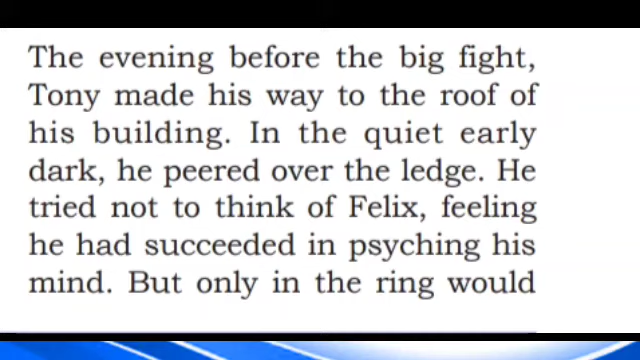 The evening before the big fight,
Tony made his way to the roof of
his building. In the quiet early
dark, he peered over the ledge. He
tried not to think of Felix, feeling
he had succeeded in psyching his
mind. But only in the ring would